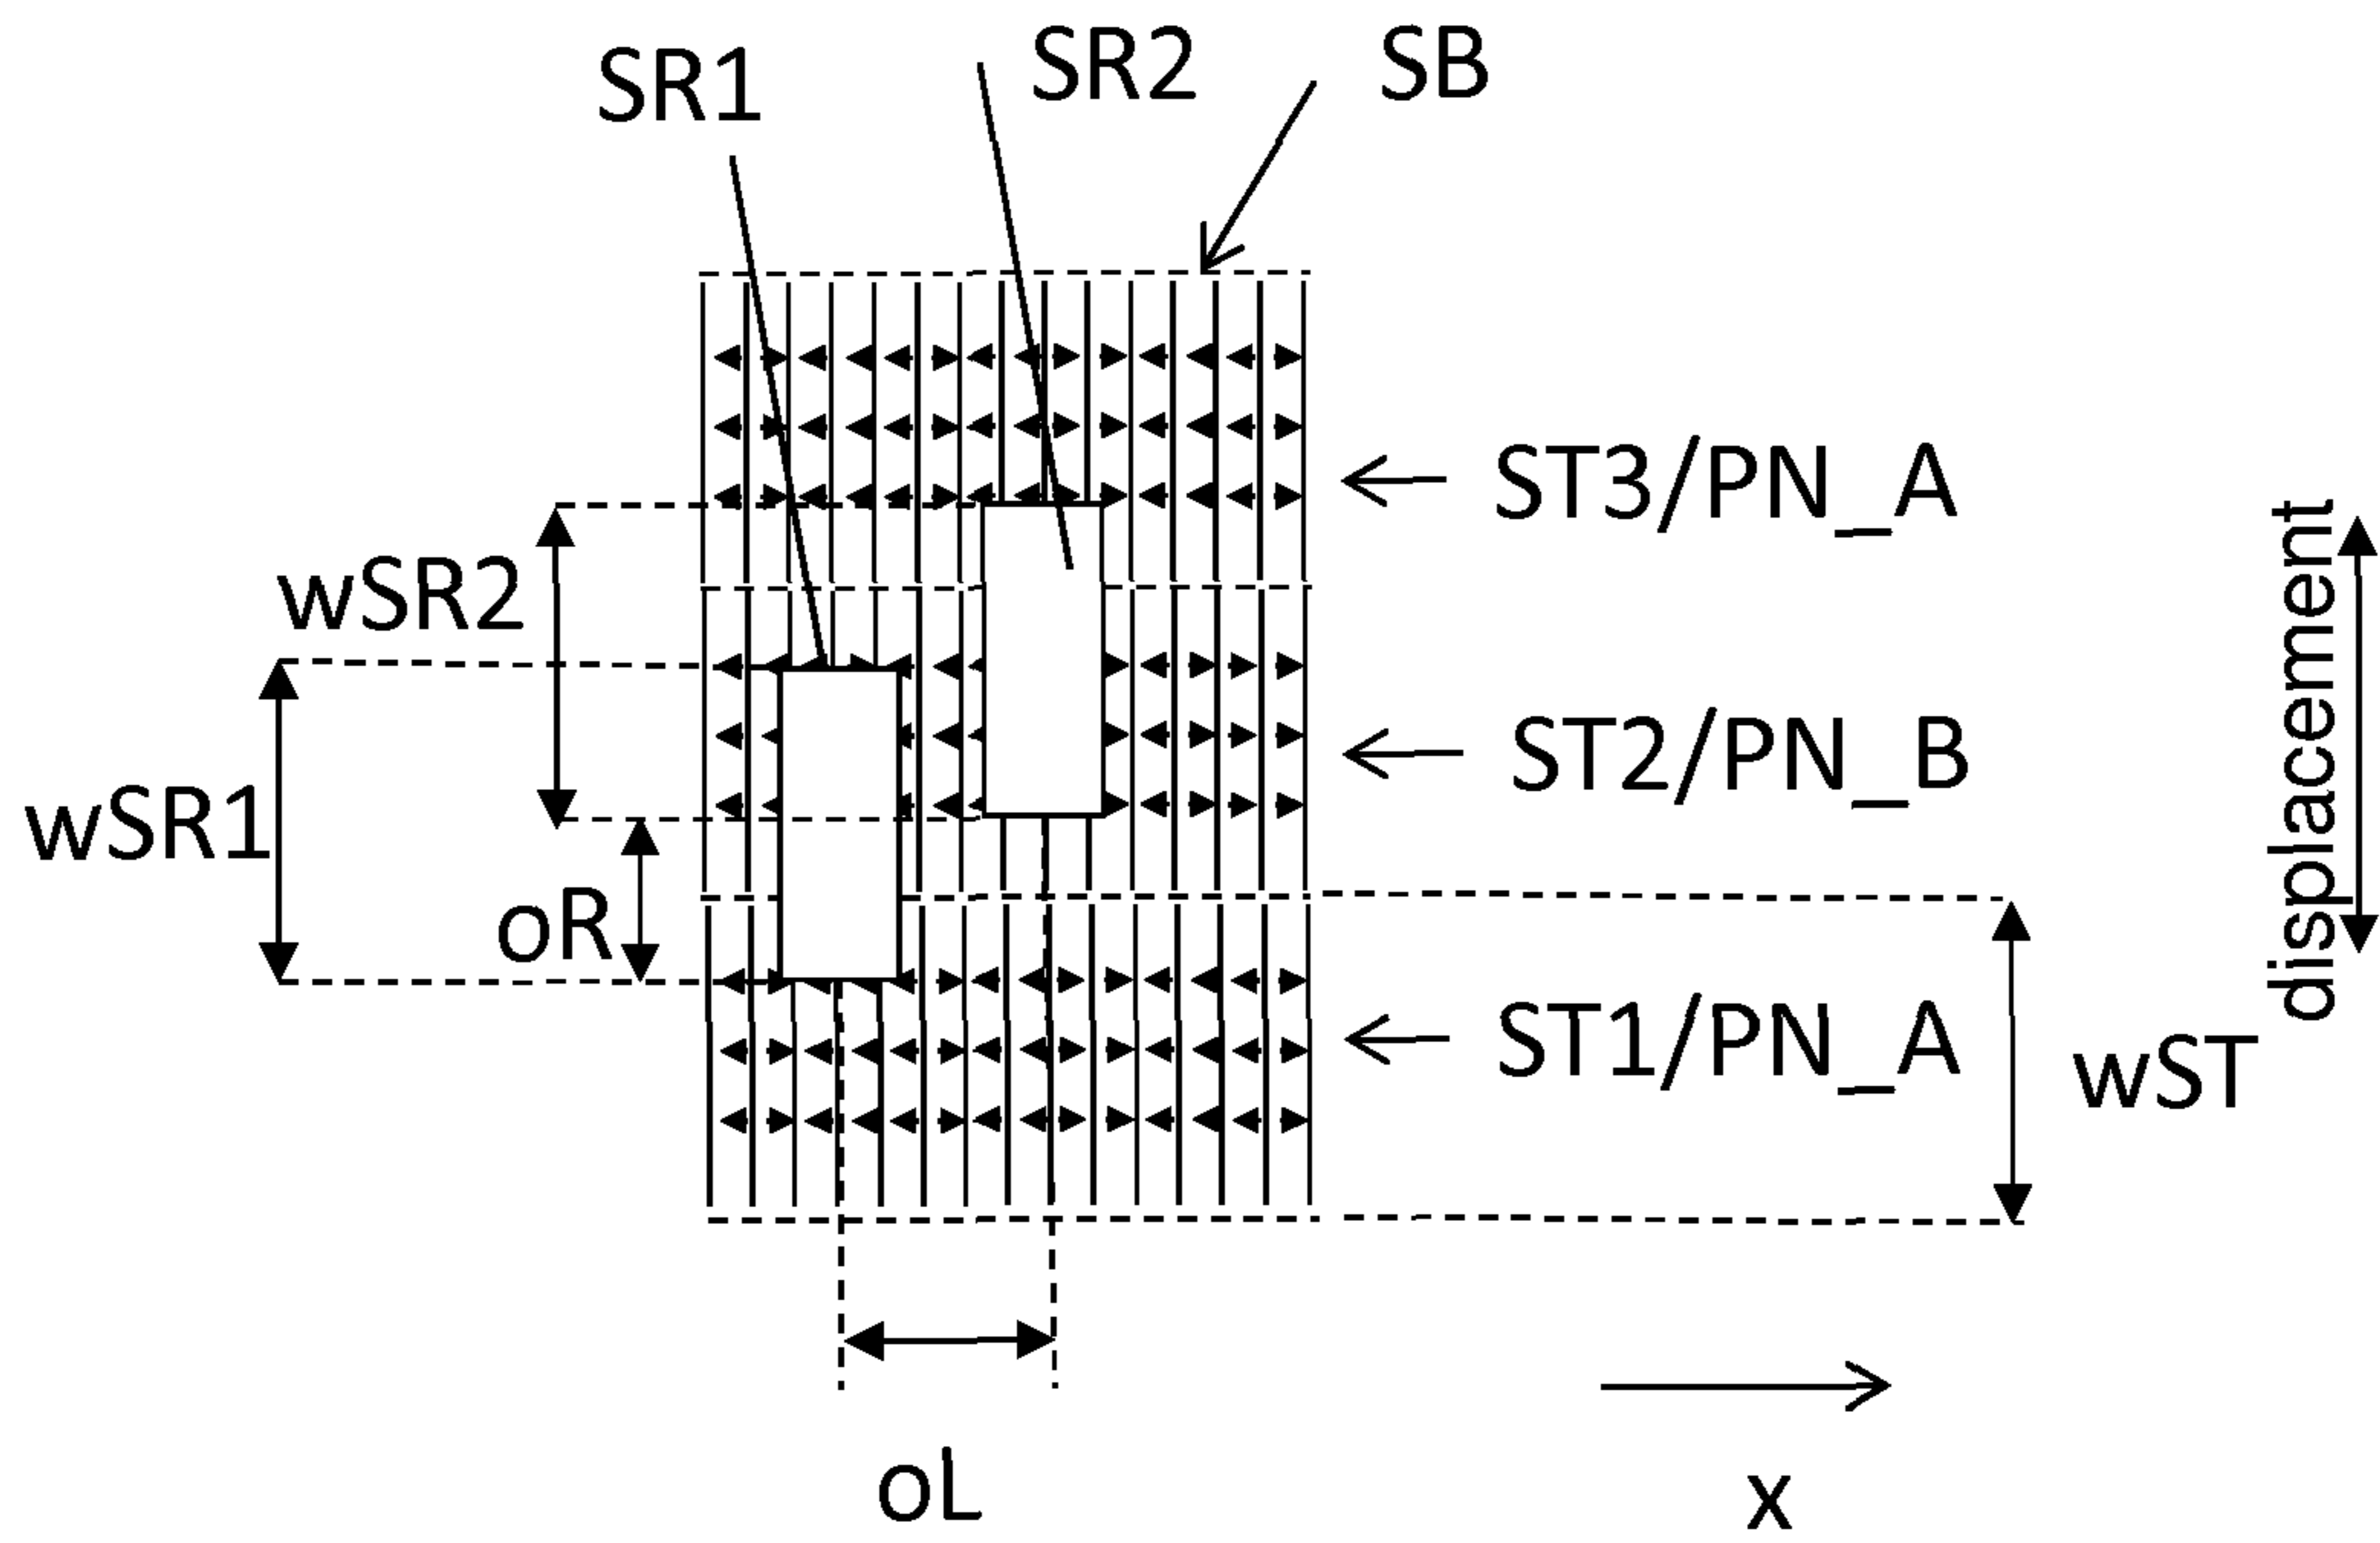 SR1
SR2
SB
ST3/PN_A
wSR2
displacement
ST2/PN_B
wSR1
oR
ST1/PN_A
wST
oL
x